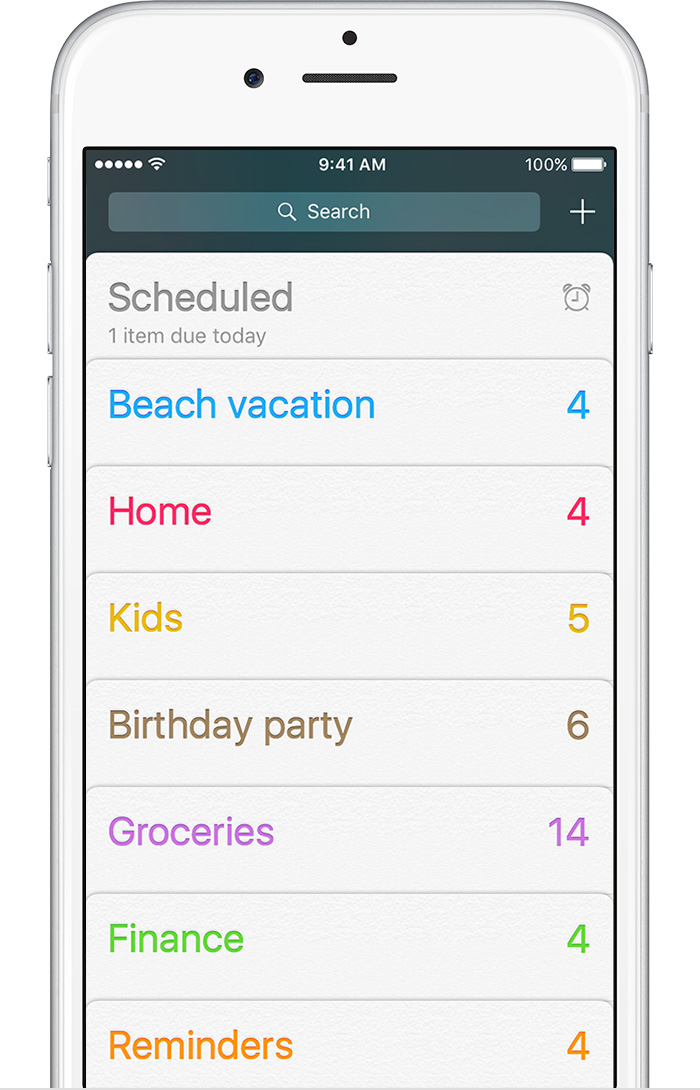 9:41 AM
100%
Search
Scheduled
1 item due today
Beach vacation 4
Home 4
Kids 5
Birthday party 6
Groceries 14
Finance 4
Reminders 4